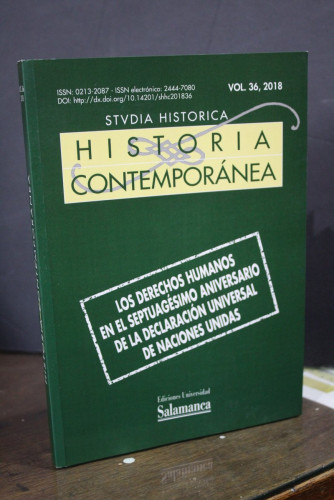 ISSN: 0213-2087 - ISSN electrónico: 2444-7080
DOI: http://dx.doi.org/10.14201/shhc201836
VOL. 36, 2018
STVDIA HISTORICA
HISTORIA
CONTEMPORÁNEA
LOS DERECHOS HUMANOS
EN EL SEPTUAGÉSIMO ANIVERSARIO
DE LA DECLARACIÓN UNIVERSAL
DE NACIONES UNIDAS
Ediciones Universidad
Salamanca